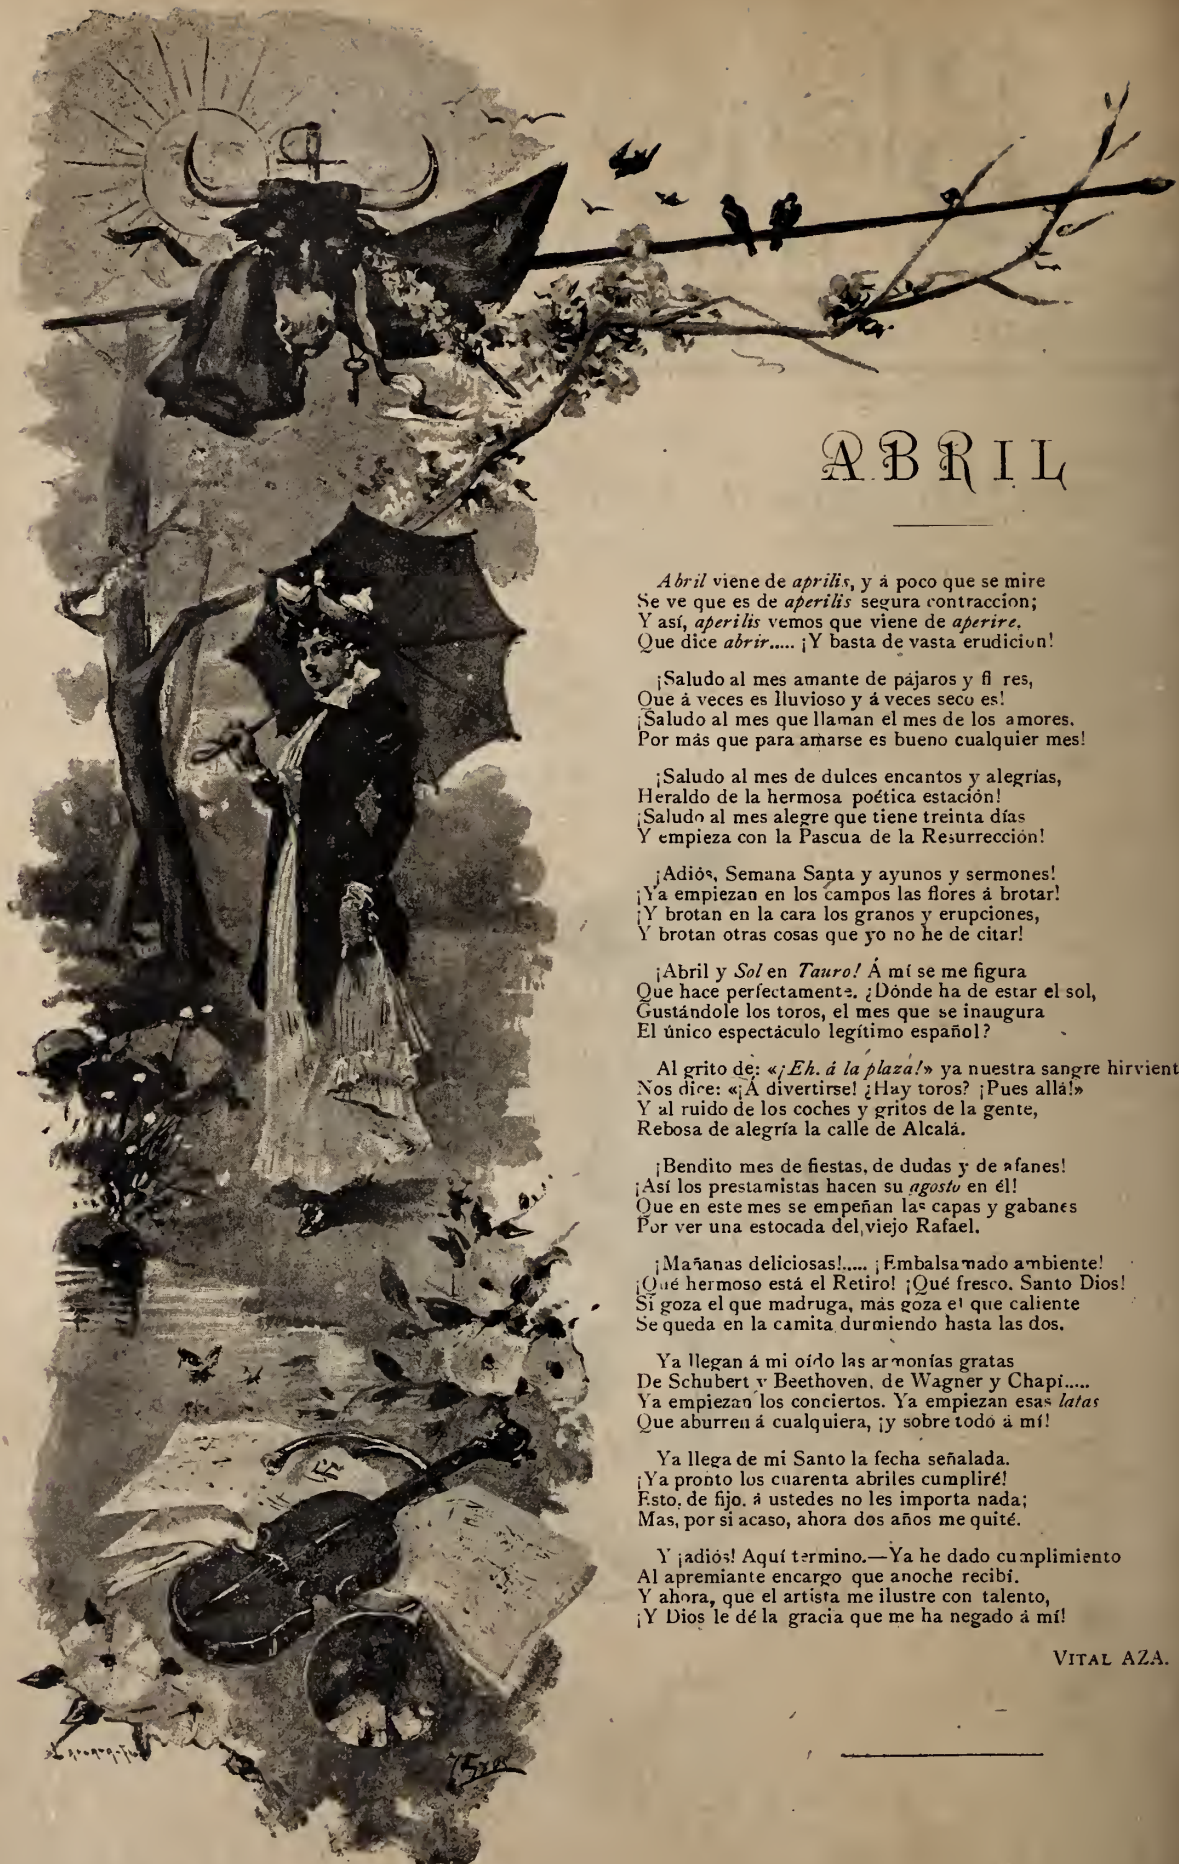 ABRIL
Abril viene de aprilis, y á poco que se mire
Se ve que es de aperilis segura contraccion;
Y así, aperilis vemos que viene de aperire.
Que dice abrir..... ¡Y basta de vasta erudicion!
¡Saludo al mes amante de pájaros y fl res,
Que á veces es lluvioso y á veces seco es!
¡Saludo al mes que llaman el mes de los amores.
Por más que para amarse es bueno cualquier mes!
¡Saludo al mes de dulces encantos y alegrías,
Heraldo de la hermosa poética estación!
¡Saludo al mes alegre que tiene treinta días
Y empieza con la Pascua de la Resurrección!
¡Adiós, Semana Santa y ayunos y sermones!
¡Ya empiezan en los campos las flores á brotar!
¡Y brotan en la cara los granos y erupciones,
Y brotan otras cosas que yo no he de citar!
¡Abril y Sol en Tauro! Á mí se me figura
Que hace perfectamente. ¿Dónde ha de estar el sol,
Gustándole los toros, el mes que se inaugura
El único espectáculo legítimo español?
Al grito de: «¡Eh. á la plaza!» ya nuestra sangre hirvient
Nos dice: «¡Á divertirse! ¿Hay toros? ¡Pues allá!»
Y al ruido de los coches y gritos de la gente,
Rebosa de alegría la calle de Alcalá.
¡Bendito mes de fiestas, de dudas y de afanes!
¡Así los prestamistas hacen su agosto en él!
Que en este mes se empeñan las capas y gabanes
Por ver una estocada del viejo Rafael.
¡Mañanas deliciosas!..... ¡Embalsamado ambiente!
¡Qué hermoso está el Retiro! ¡Qué fresco. Santo Dios!
Si goza el que madruga, más goza el que caliente
Se queda en la camita durmiendo hasta las dos.
Ya llegan á mi oído las armonías gratas
De Schubert y Beethoven, de Wagner y Chapí.....
Ya empiezan los conciertos. Ya empiezan esas latas
Que aburren á cualquiera, ¡y sobre todo á mí!
Ya llega de mi Santo la fecha señalada.
¡Ya pronto los cuarenta abriles cumpliré!
Esto, de fijo, á ustedes no les importa nada;
Mas, por si acaso, ahora dos años me quité.
Y ¡adiós! Aquí termino.—Ya he dado cumplimiento
Al apremiante encargo que anoche recibí.
Y ahora, que el artista me ilustre con talento,
¡Y Dios le dé la gracia que me ha negado á mí!
VITAL AZA.